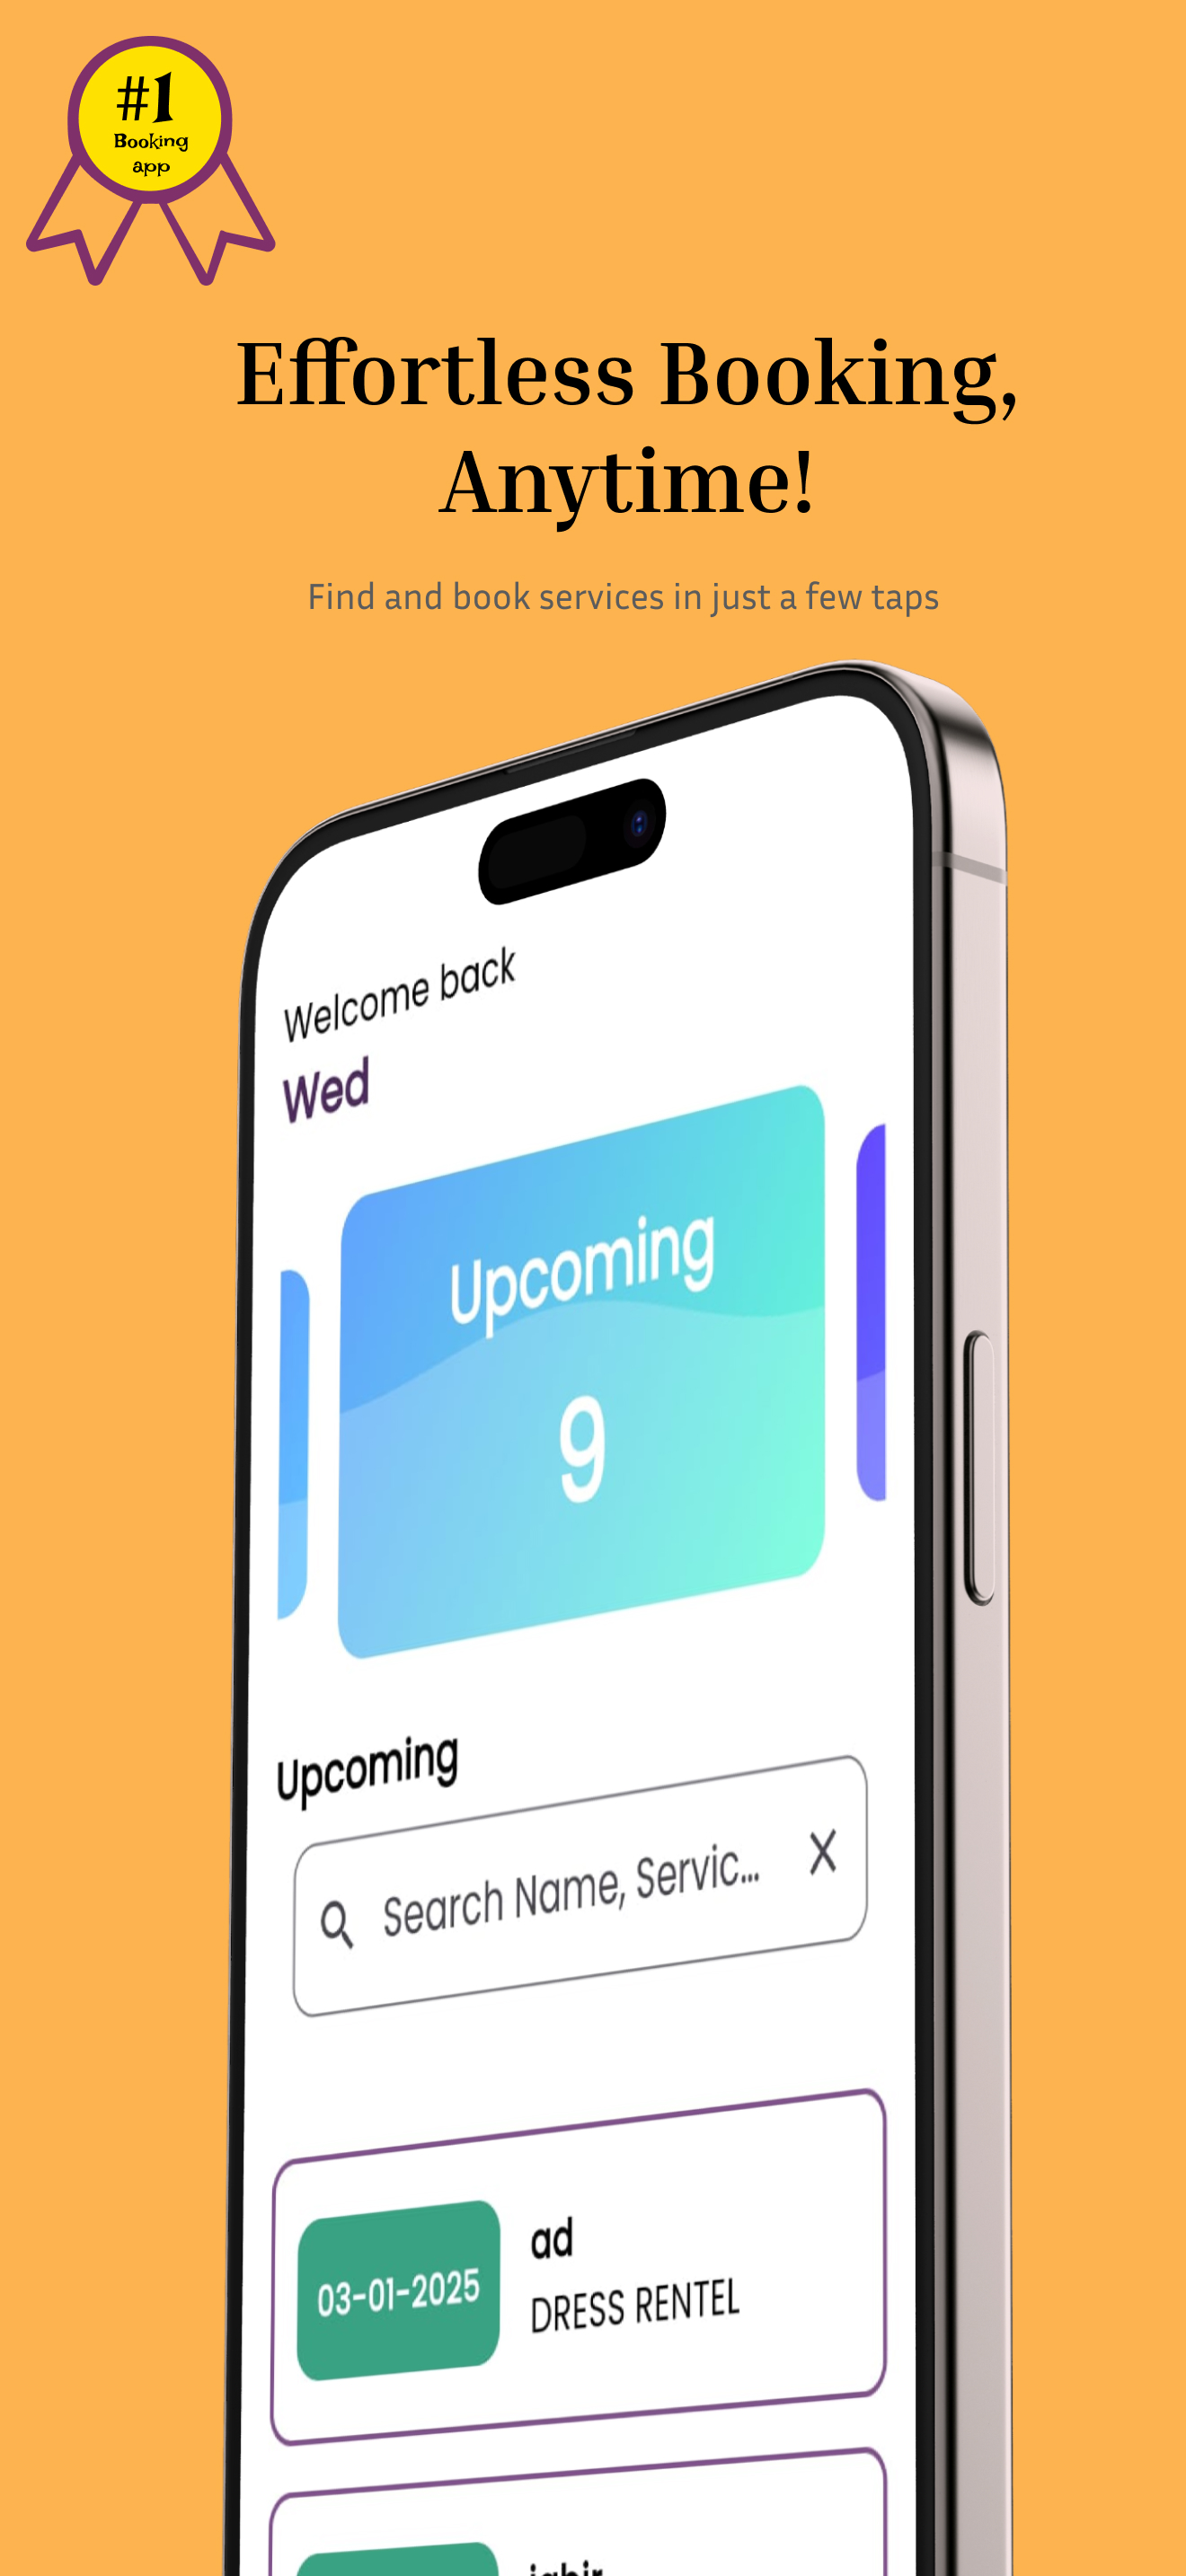 #1
Booking
app
Effortless Booking,
Anytime!
Find and book services in just a few taps
Welcome back
Wed
Upcoming
9
Upcoming
Search Name, Servic...
03-01-2025
ad
DRESS RENTEL